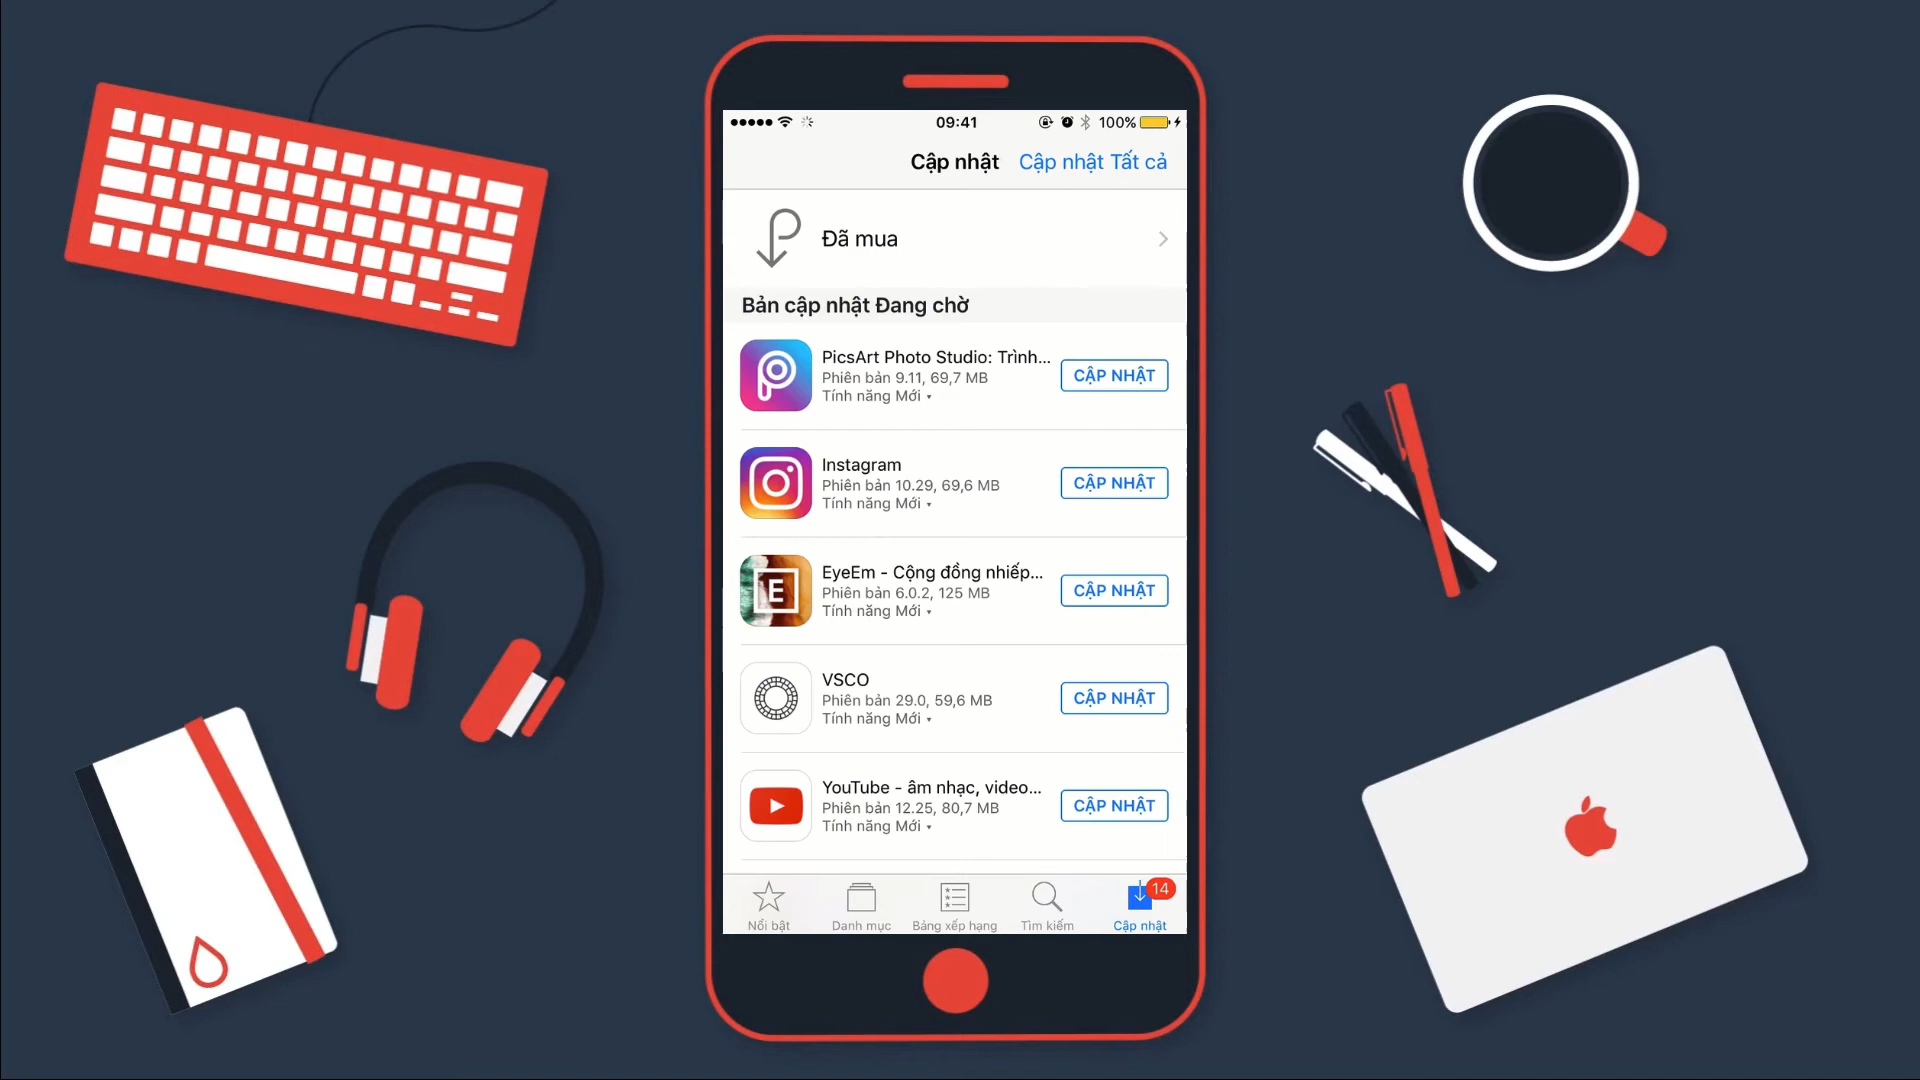 09:41
100%
Cập nhật
Cập nhật Tất cả
Đã mua
Bản cập nhật Đang chờ
PicsArt Photo Studio: Trình...
Phiên bản 9.11, 69,7 MB
Tính năng Mới
CẬP NHẬT
Instagram
Phiên bản 10.29, 69,6 MB
Tính năng Mới
CẬP NHẬT
E
EyeEm - Cộng đồng nhiếp...
Phiên bản 6.0.2, 125 MB
Tính năng Mới
CẬP NHẬT
VSCO
Phiên bản 29.0, 59,6 MB
Tính năng Mới
CẬP NHẬT
YouTube - âm nhạc, video...
Phiên bản 12.25, 80,7 MB
Tính năng Mới
CẬP NHẬT
14
Nổi bật
Danh mục
Bảng xếp hạng
Tìm kiếm
Cập nhật